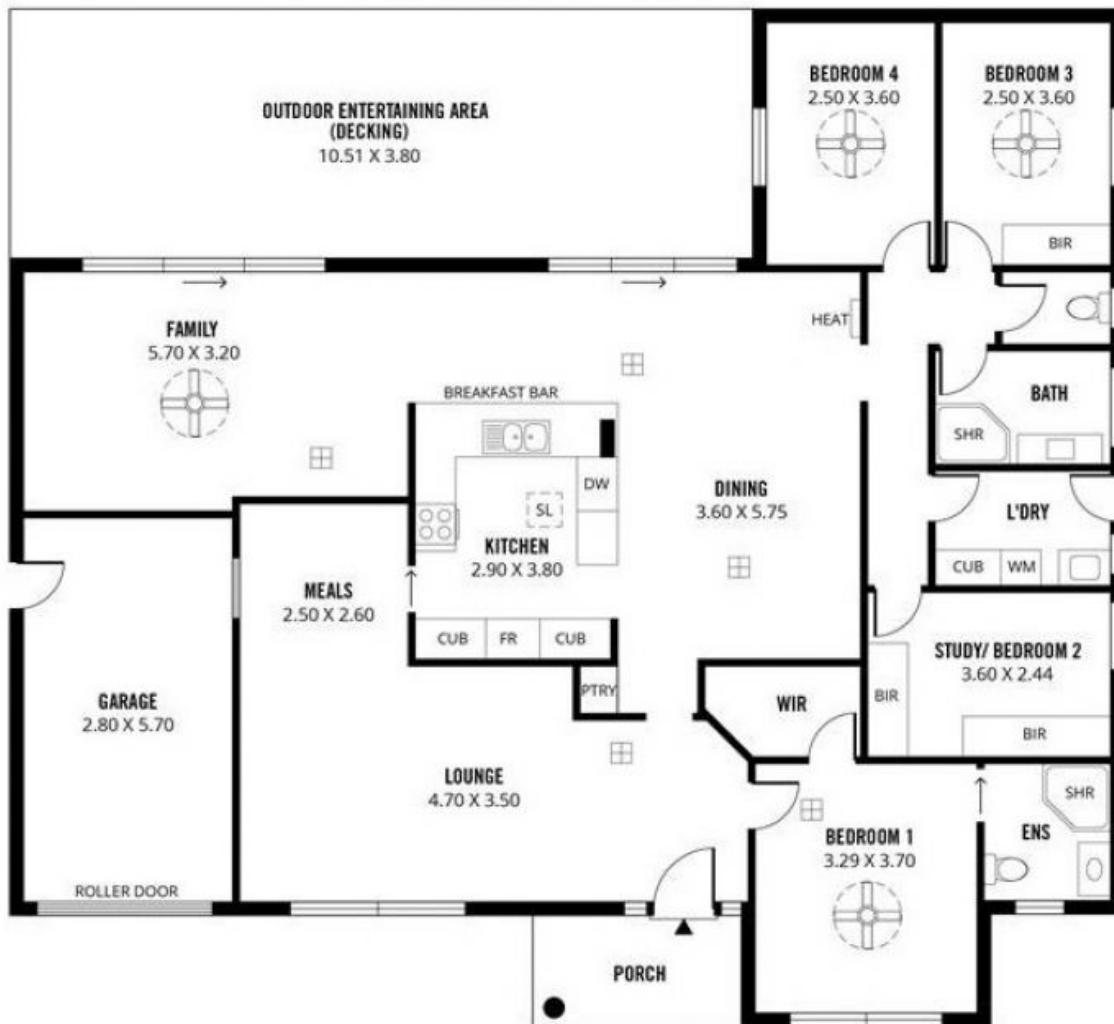 BEDROOM 4
2.50 X 3.60
BEDROOM 3
2.50 X 3.60
OUTDOOR ENTERTAINING AREA
(DECKING)
10.51 X 3.80
BIR
FAMILY
5.70 X 3.20
HEAT
BREAKFAST BAR
BATH
SHR
DW
DINING
3.60 X 5.75
SL
KITCHEN
2.90 X 3.80
L'DRY
CUB
WM
MEALS
2.50 X 2.60
CUB
FR
CUB
STUDY/ BEDROOM 2
3.60 X 2.44
BIR
BIR
GARAGE
2.80 X 5.70
PTRY
WIR
LOUNGE
4.70 X 3.50
SHR
ENS
BEDROOM 1
3.29 X 3.70
ROLLER DOOR
PORCH